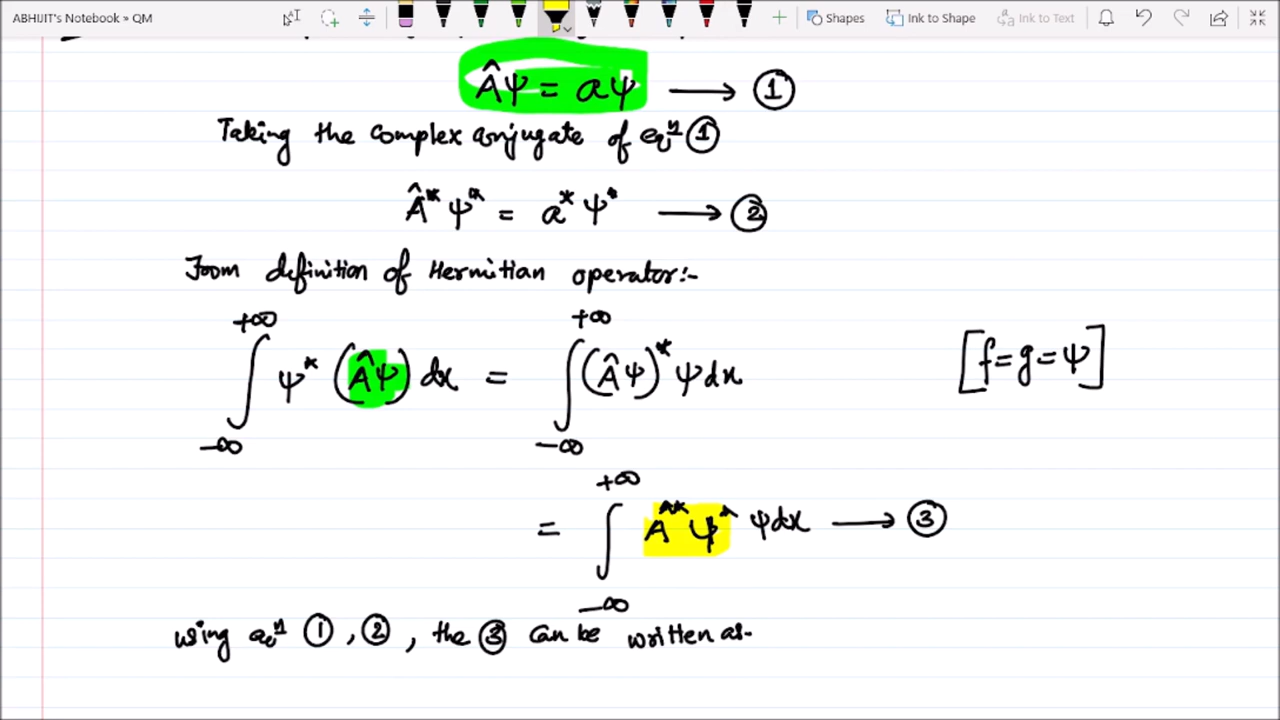 ABHIJIT's Notebook » QM
Shapes Ink to Shape Ink to Text
Âψ = aψ ⟶ ①
Taking the complex conjugate of eqⁿ ①
Â*ψ* = a*ψ* ⟶ ②
From definition of Hermitian operator:-
∫_{-∞}^{+∞} ψ* (Âψ) dx = ∫_{-∞}^{+∞} (Âψ)* ψ dx [f=g=ψ]
= ∫_{-∞}^{+∞} Â*ψ* ψ dx ⟶ ③
using eqⁿ ①, ②, the ③ can be written as-